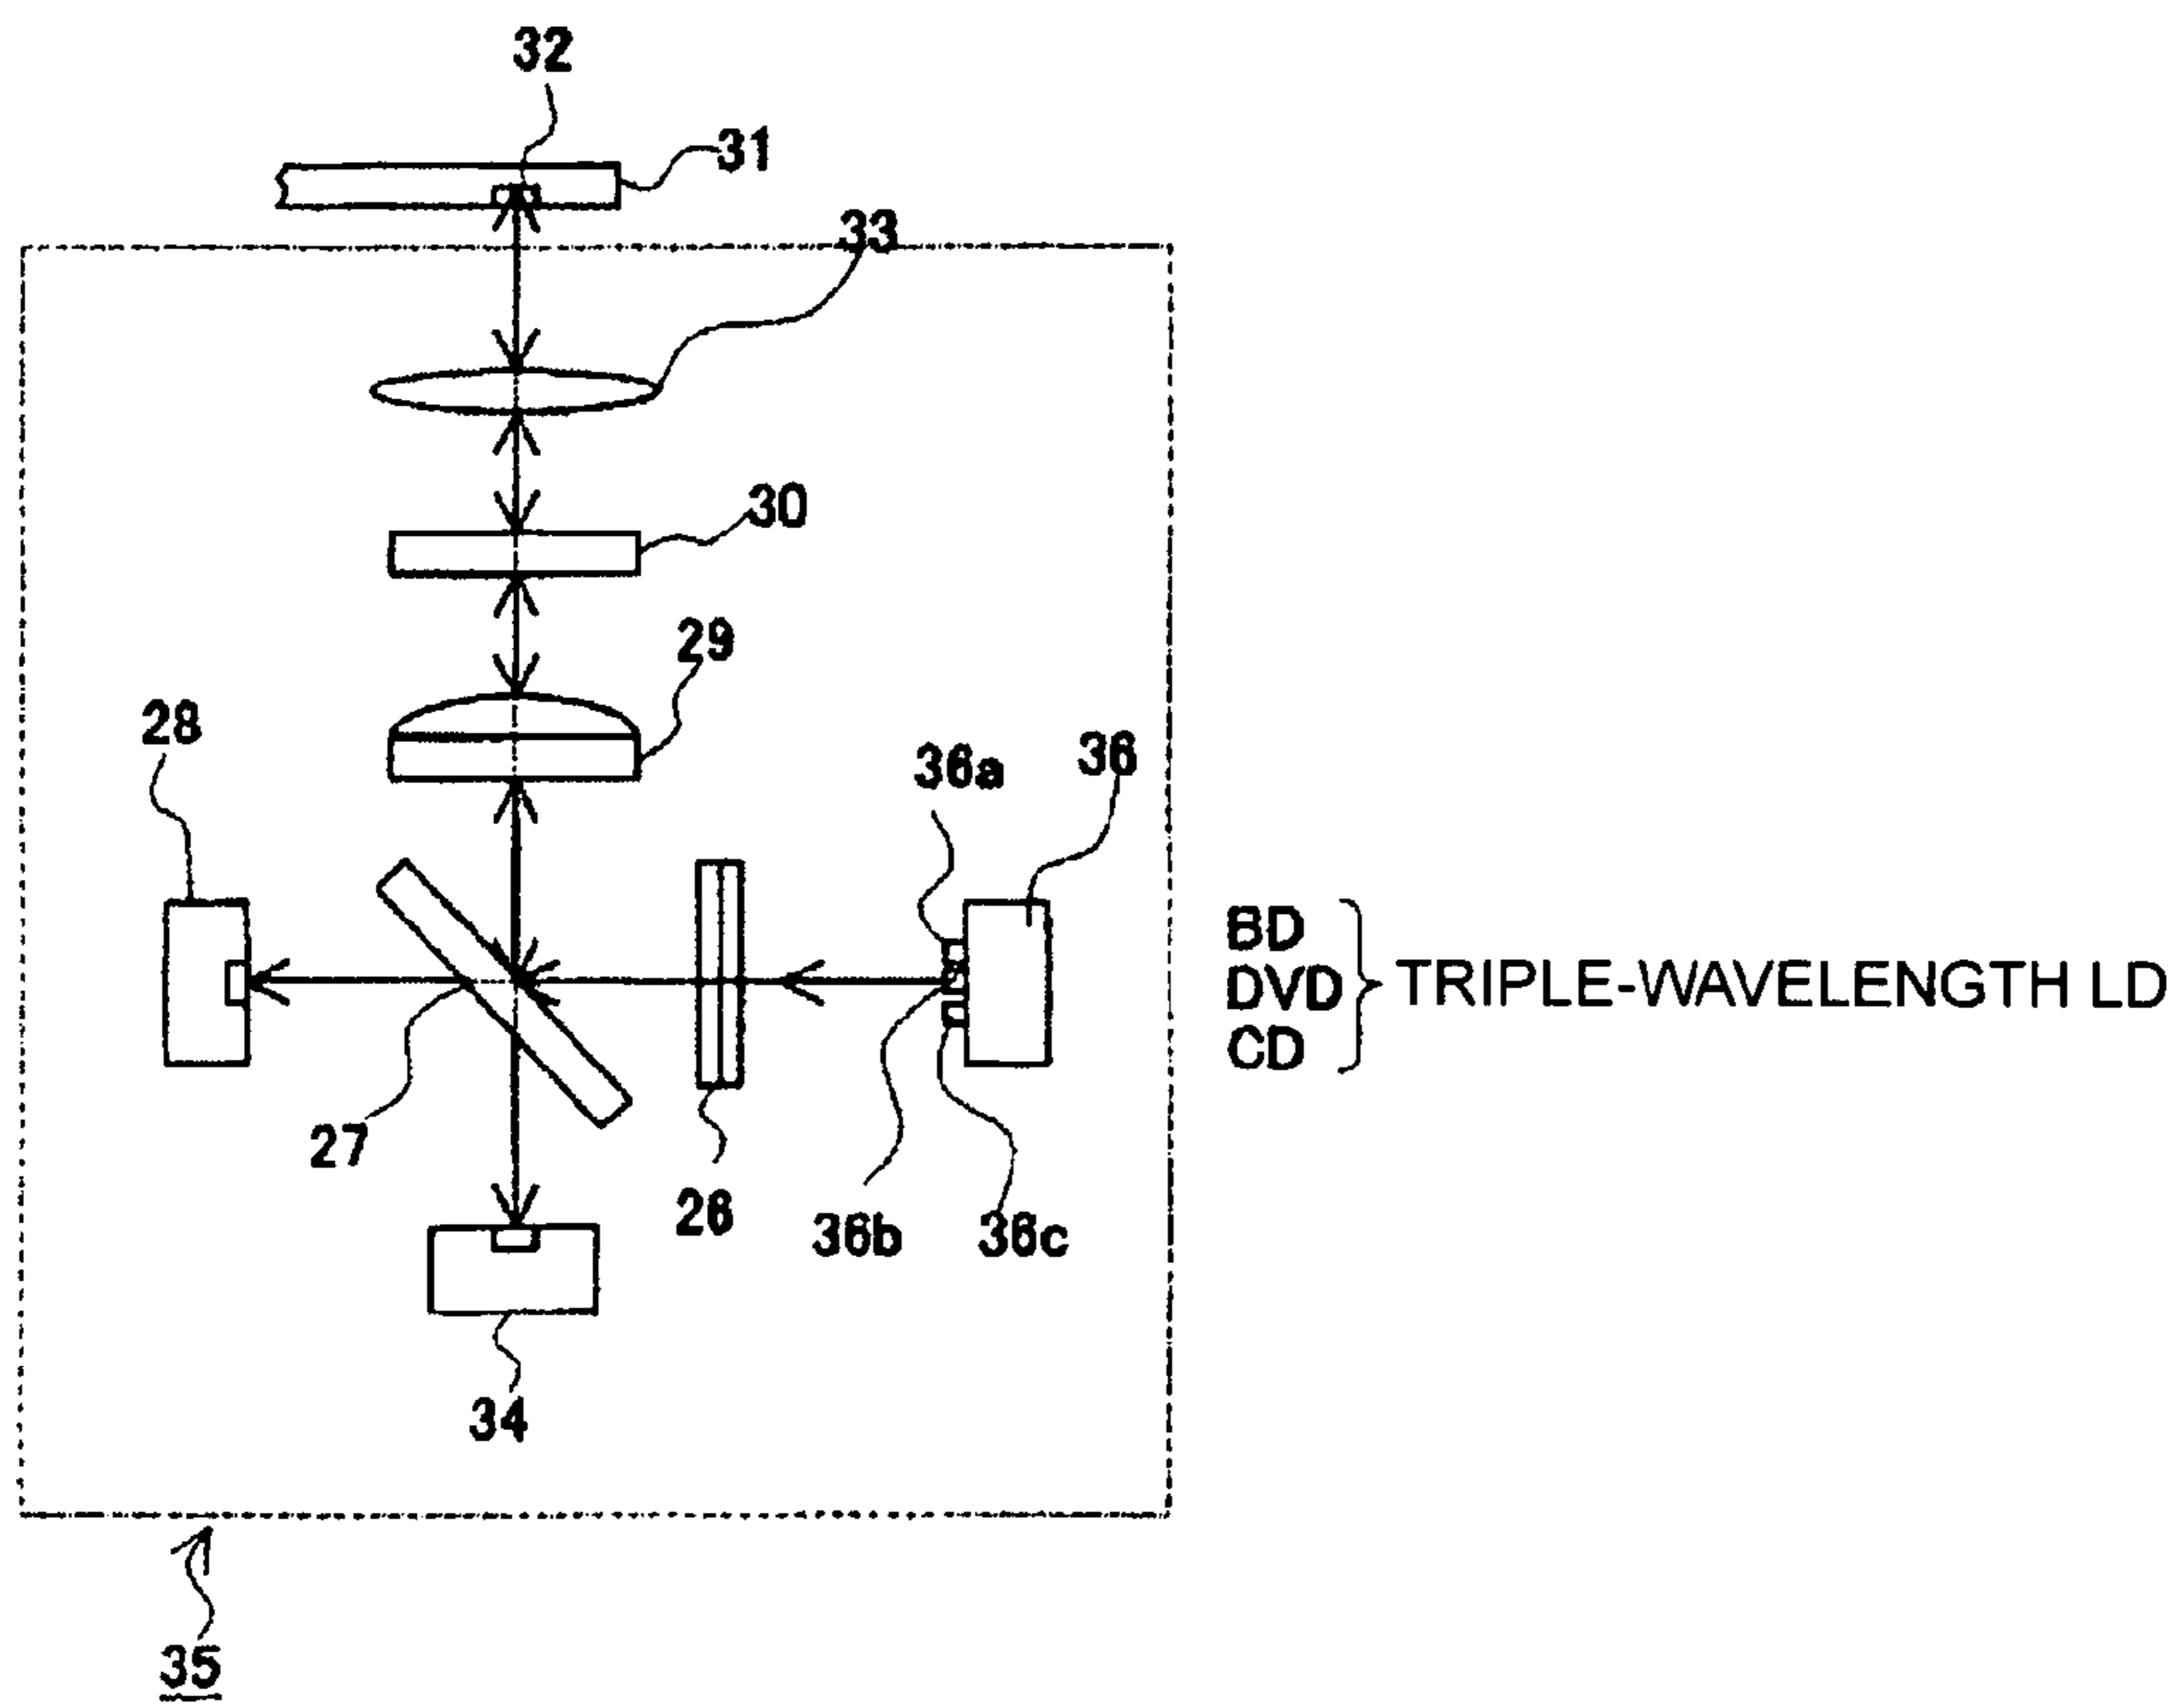 32
31
33
30
29
28
36a
36
BD
DVD
CD
TRIPLE-WAVELENGTH LD
27
26
36b
36c
34
35